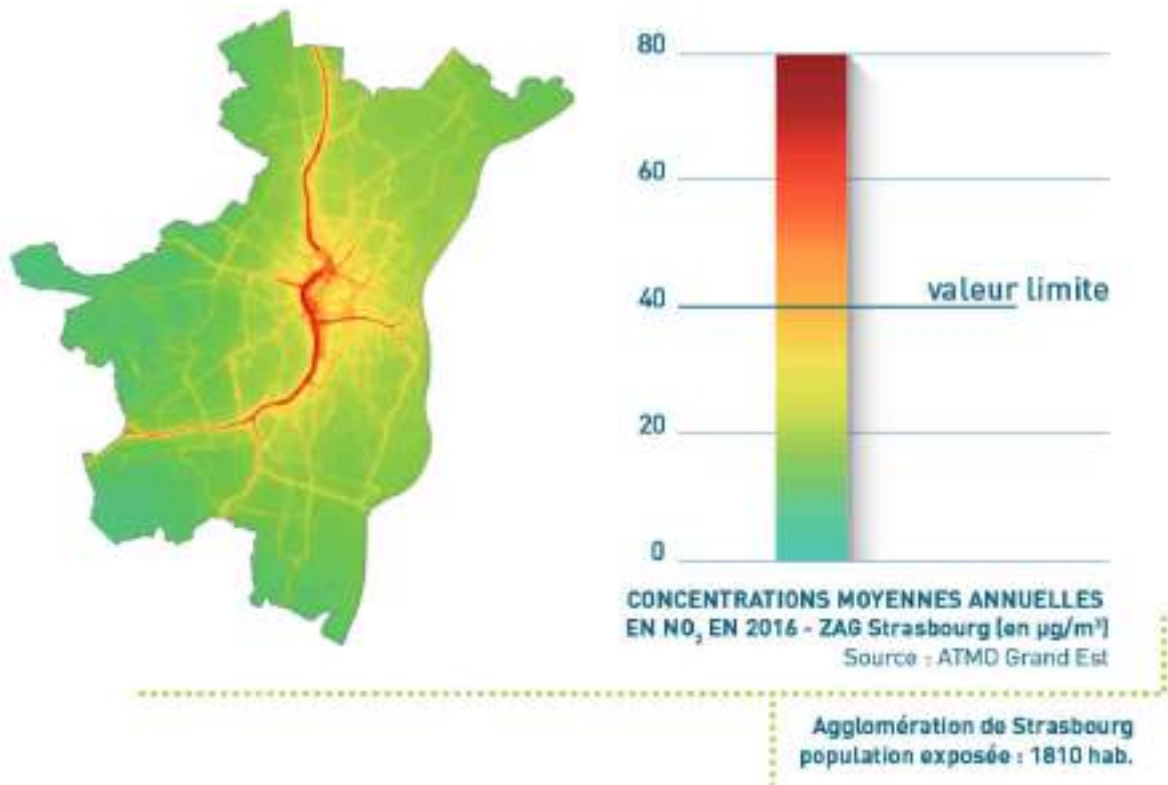 80
60
valeur limite
40
20
0
CONCENTRATIONS MOYENNES ANNUELLES
EN NO₂ EN 2016 - ZAG Strasbourg (en µg/m³)
Source : ATMO Grand Est
Agglomération de Strasbourg
population exposée : 1810 hab.